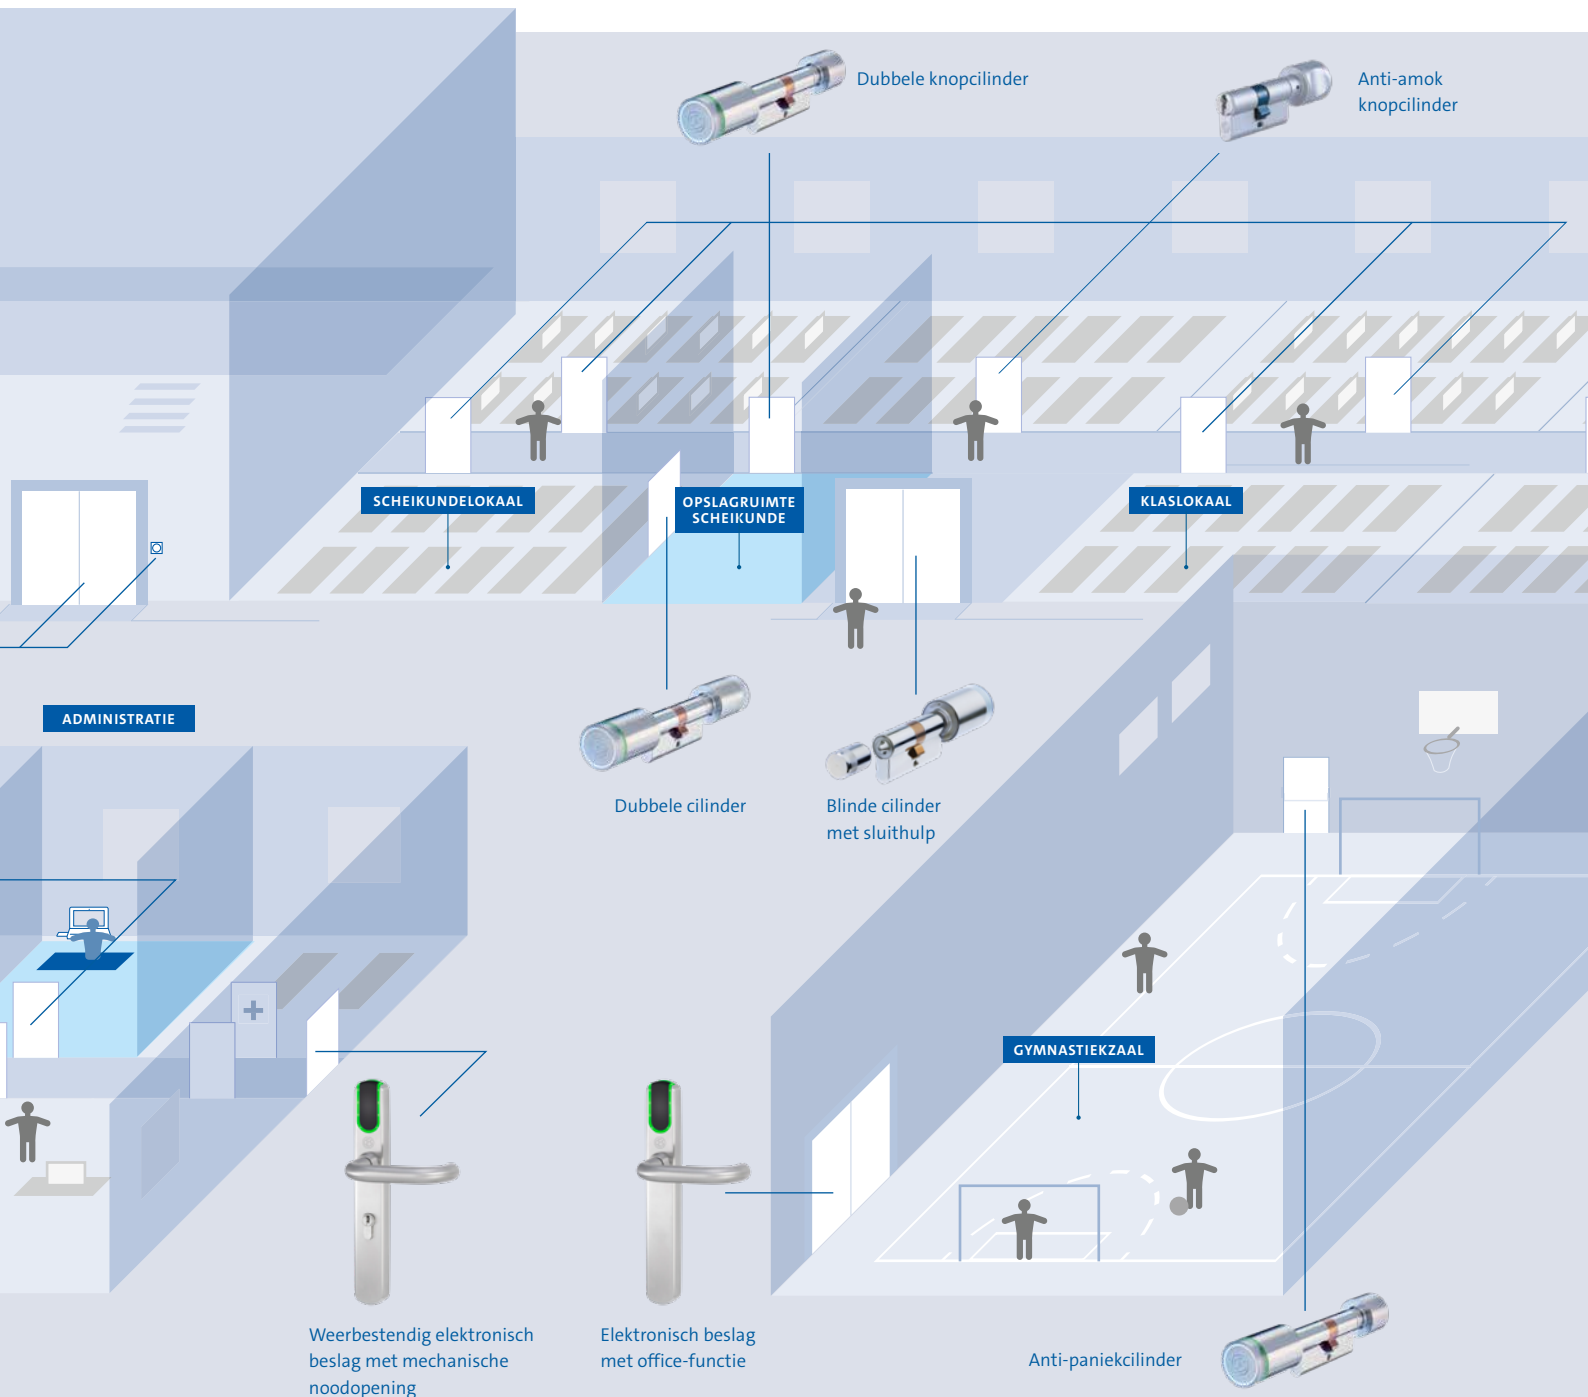 Dubbele knopcilinder
Anti-amok
knopcilinder
SCHEIKUNDELOKAAL
OPSLAGRUIMTE
SCHEIKUNDE
KLASLOKAAL
ADMINISTRATIE
Dubbele cilinder
Blinde cilinder
met sluithulp
GYMNASTIEKZAAL
Weerbestendig elektronisch
beslag met mechanische
noodopening
Elektronisch beslag
met office-functie
Anti-paniekcilinder